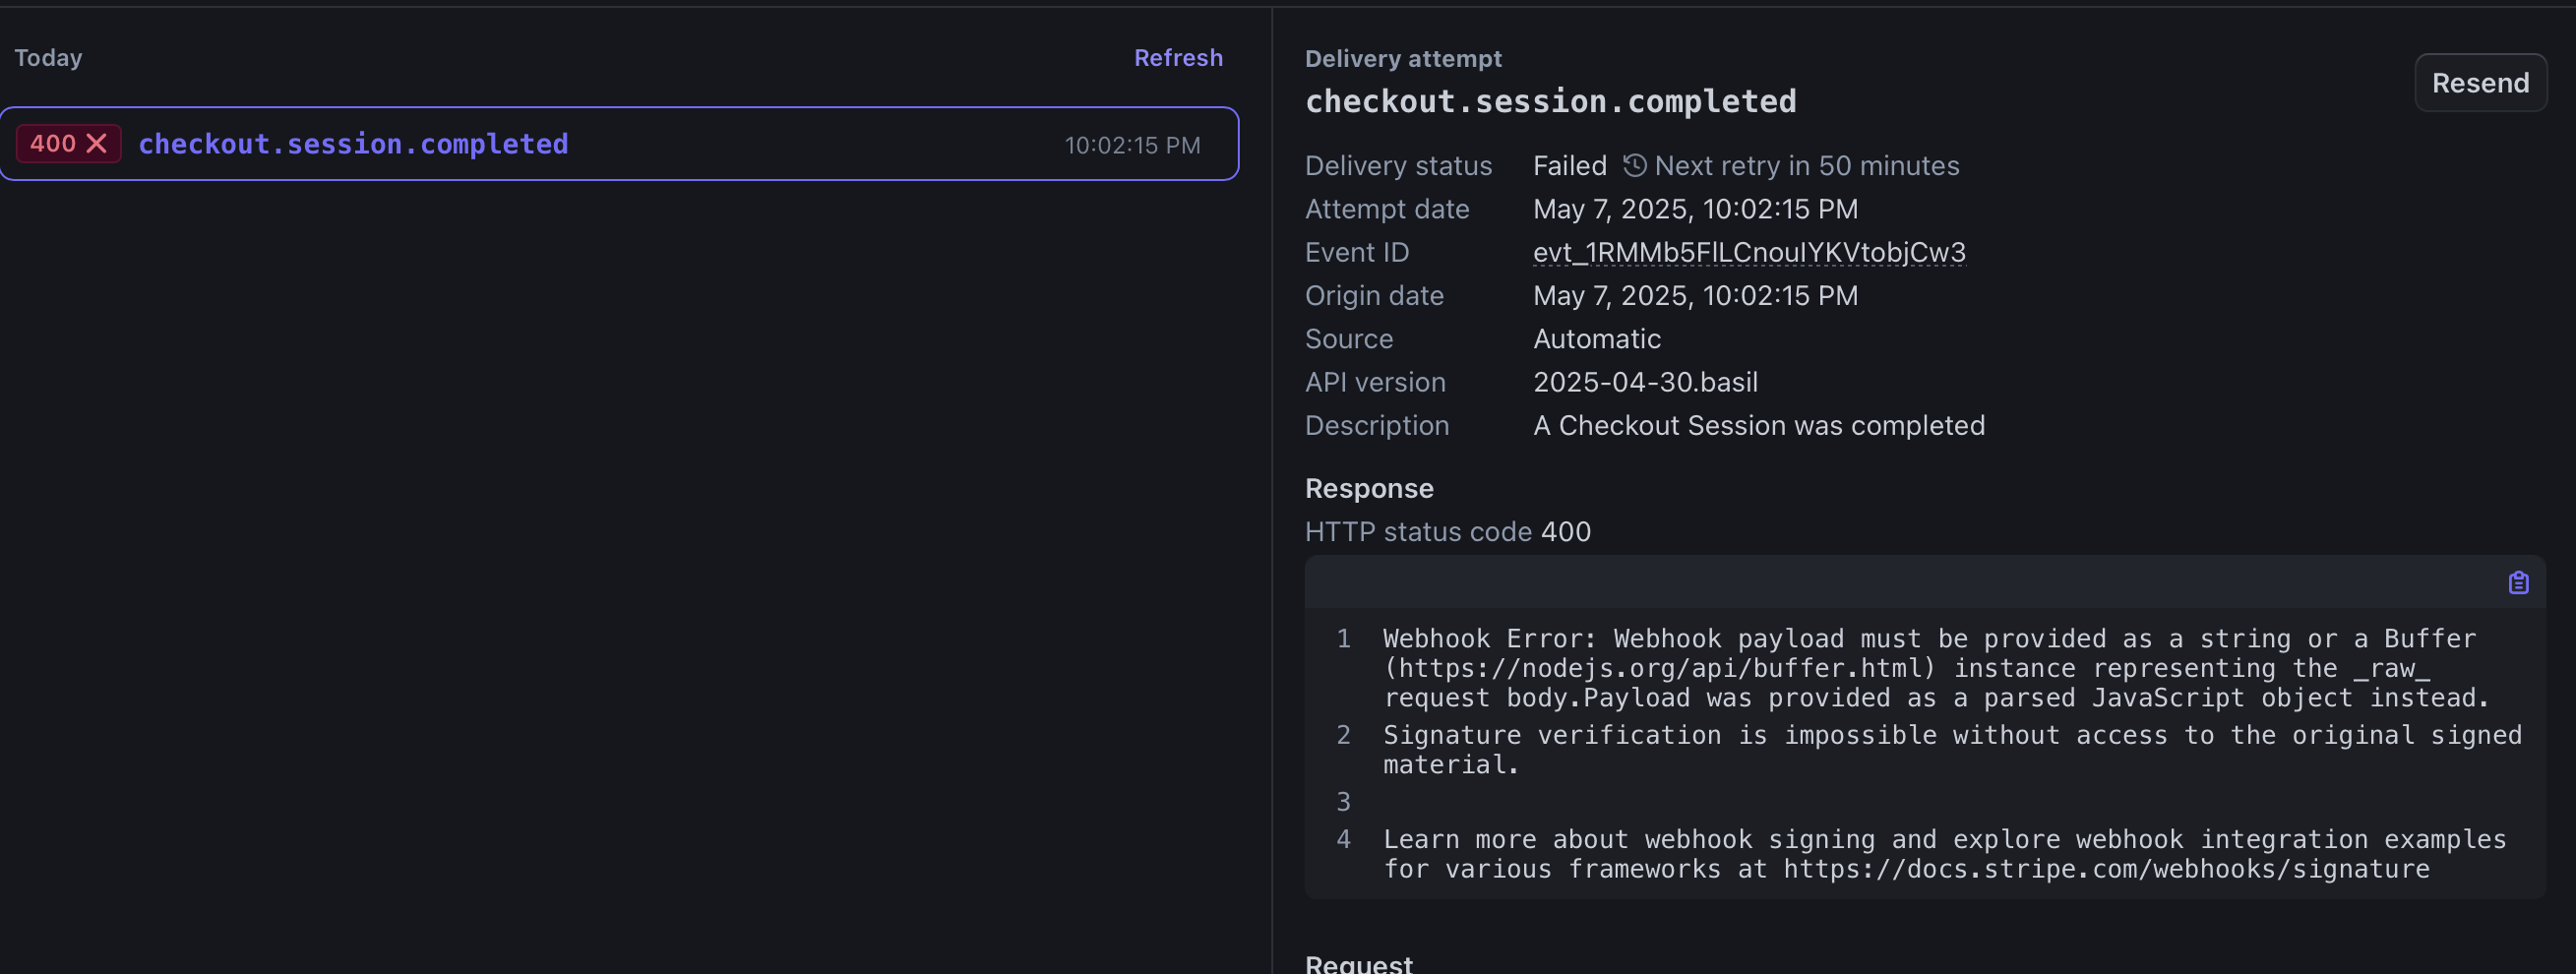 Today
Refresh
400
checkout.session.completed
10:02:15 PM
Delivery attempt
checkout.session.completed
Resend
Delivery status Failed Next retry in 50 minutes
Attempt date May 7, 2025, 10:02:15 PM
Event ID evt_1RMMb5FlLCnouIYKVtobjCw3
Origin date May 7, 2025, 10:02:15 PM
Source Automatic
API version 2025-04-30.basil
Description A Checkout Session was completed
Response
HTTP status code 400
1 Webhook Error: Webhook payload must be provided as a string or a Buffer
(https://nodejs.org/api/buffer.html) instance representing the _raw_
request body.Payload was provided as a parsed JavaScript object instead.
2 Signature verification is impossible without access to the original signed
material.
3
4 Learn more about webhook signing and explore webhook integration examples
for various frameworks at https://docs.stripe.com/webhooks/signature
Request